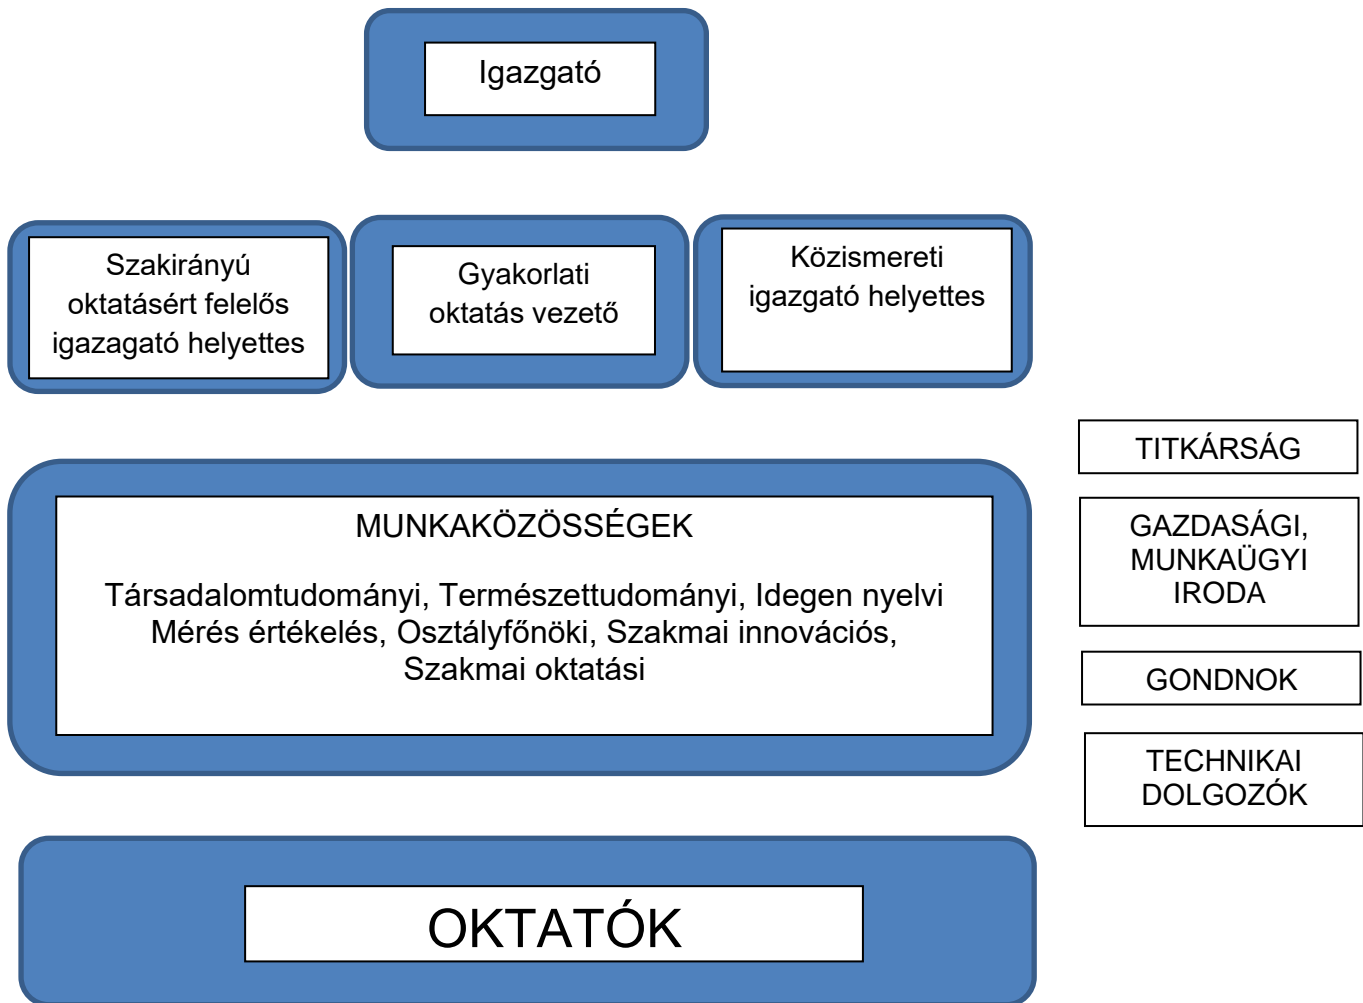 Igazgató
Szakirányú
oktatásért felelős
igazagató helyettes
Gyakorlati
oktatás vezető
Közismereti
igazgató helyettes
MUNKAKÖZÖSSÉGEK
Társadalomtudományi, Természettudományi, Idegen nyelvi
Mérés értékelés, Osztályfőnöki, Szakmai innovációs,
Szakmai oktatási
TITKÁRSÁG
GAZDASÁGI,
MUNKAÜGYI
IRODA
GONDNOK
TECHNIKAI
DOLGOZÓK
OKTATÓK